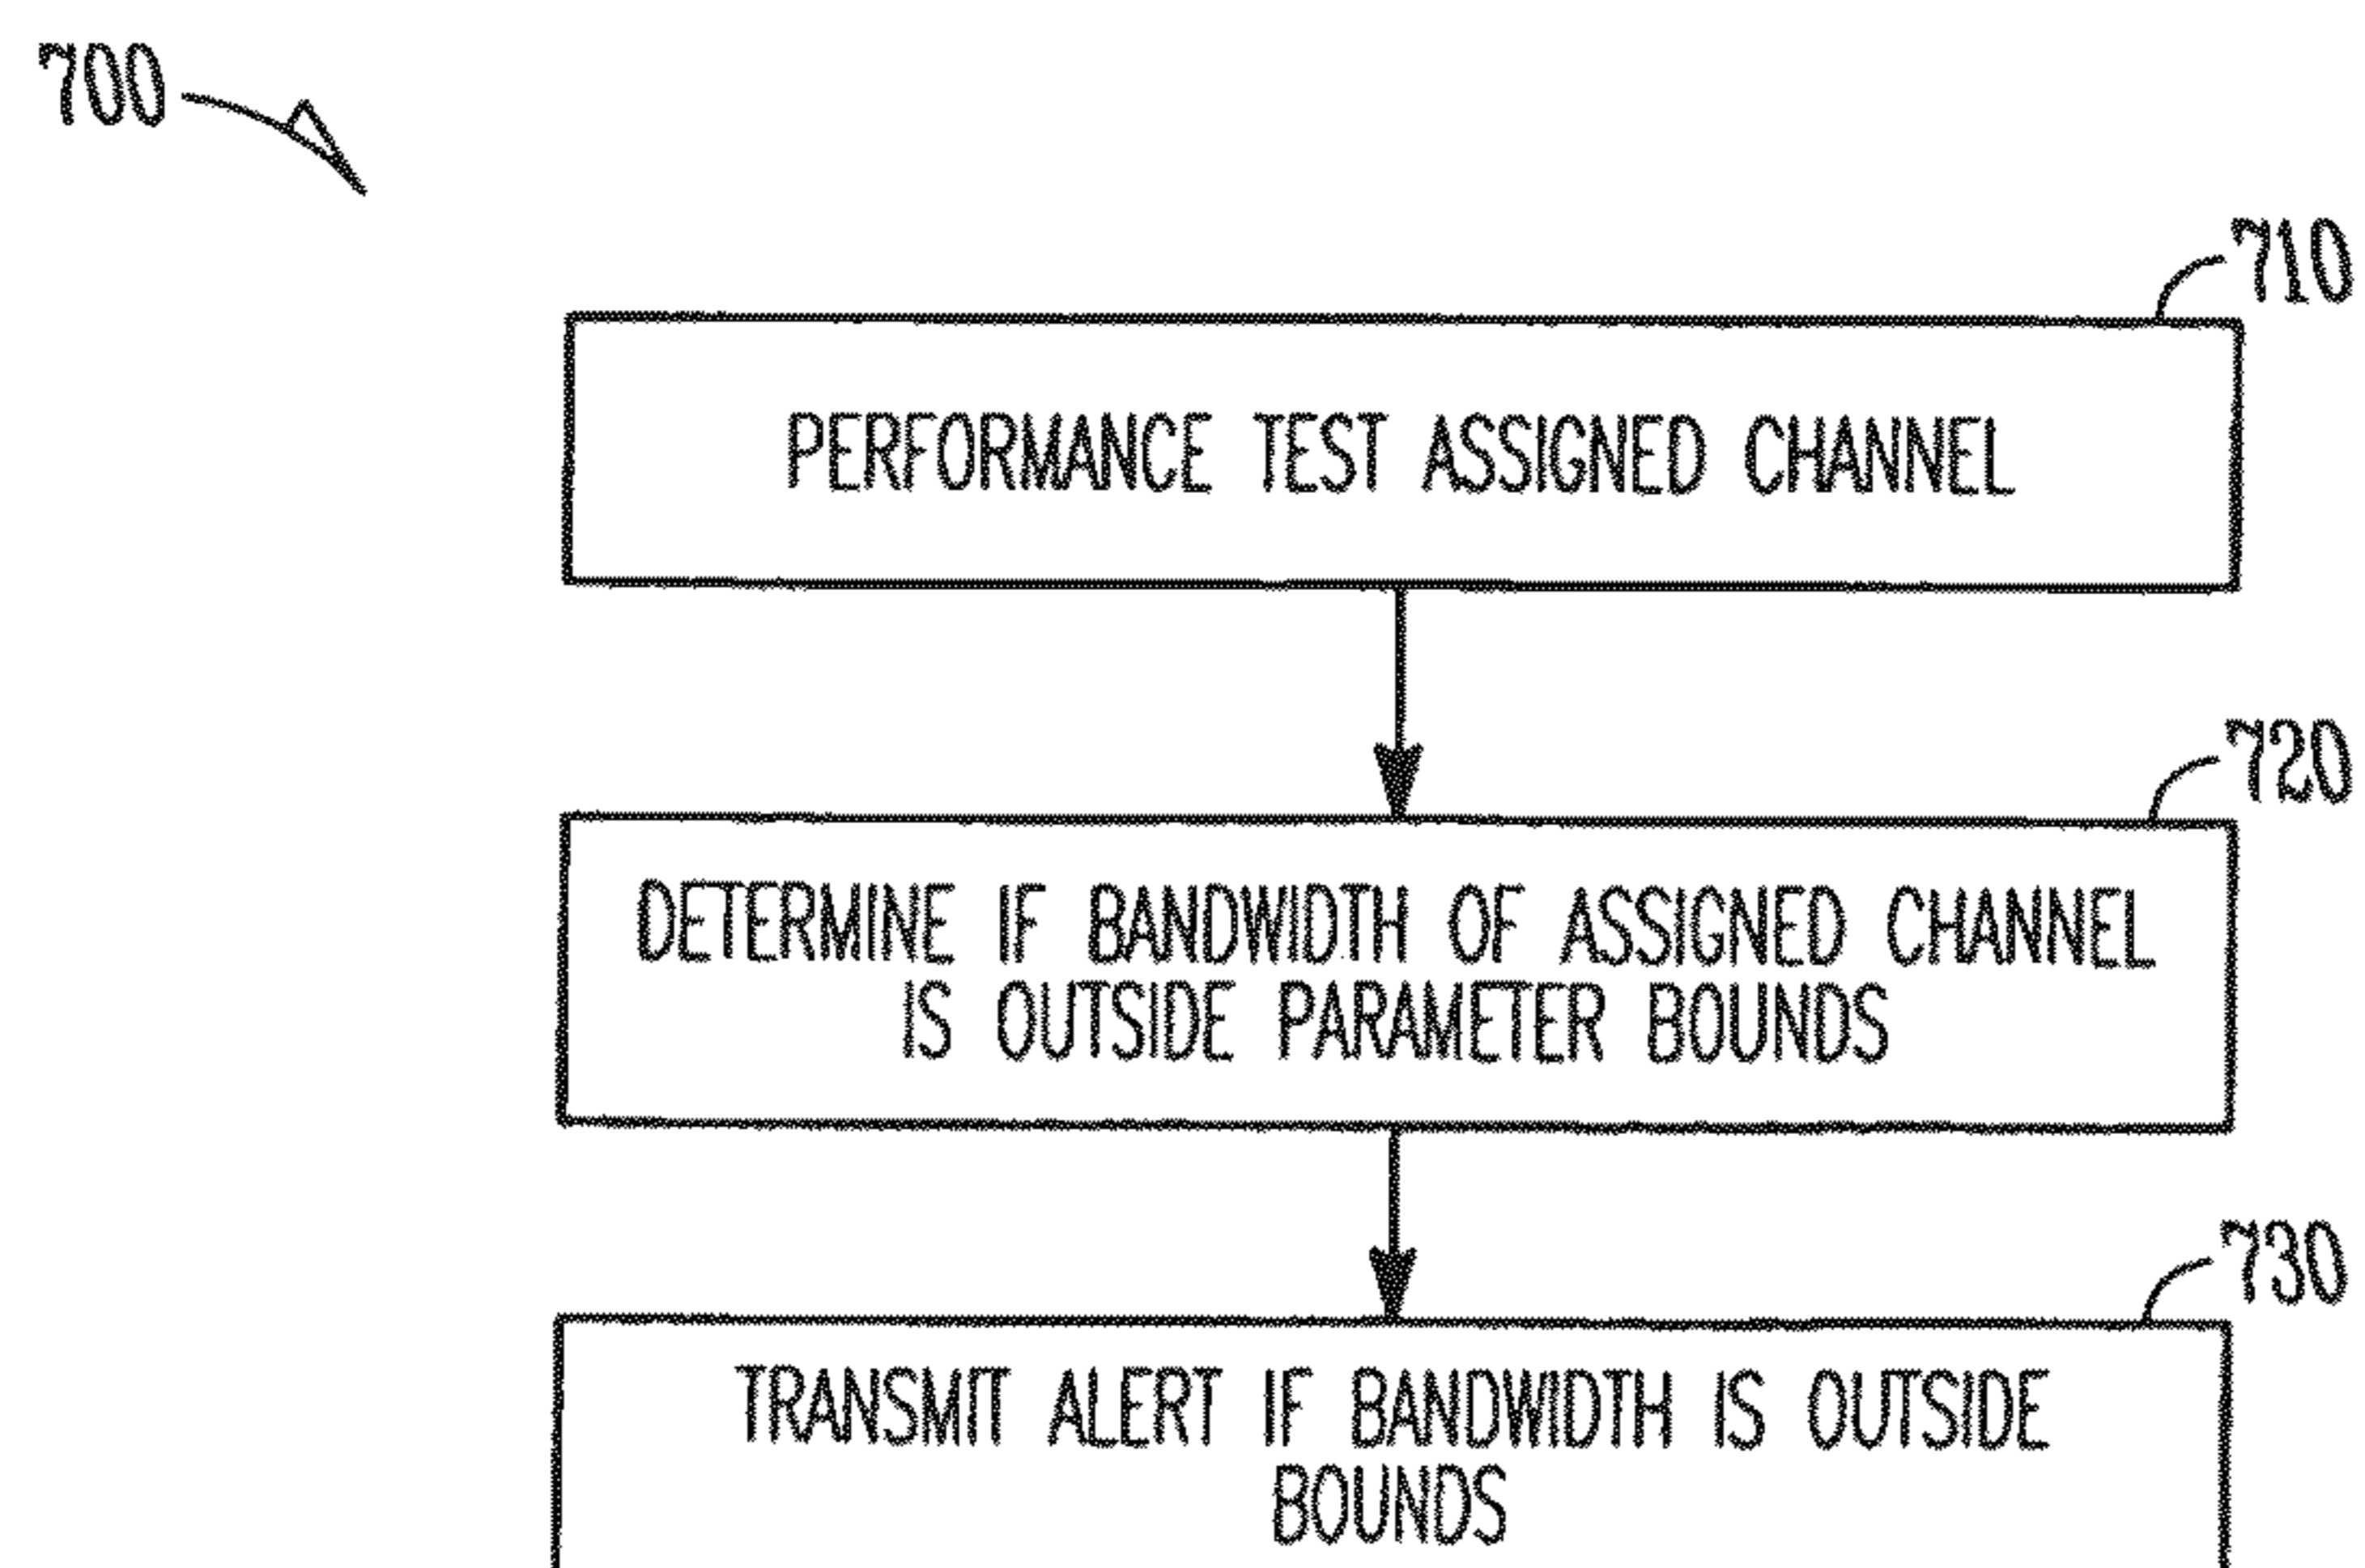 700
710
PERFORMANCE TEST ASSIGNED CHANNEL
720
DETERMINE IF BANDWIDTH OF ASSIGNED CHANNEL
IS OUTSIDE PARAMETER BOUNDS
730
TRANSMIT ALERT IF BANDWIDTH IS OUTSIDE
BOUNDS